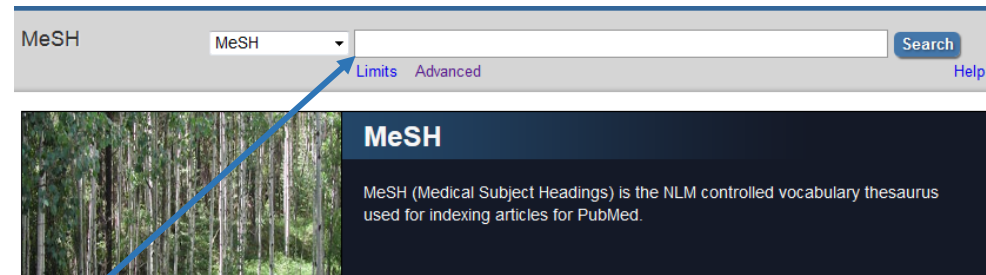 MeSH MeSH Search
Limits Advanced Help
MeSH
MeSH (Medical Subject Headings) is the NLM controlled vocabulary thesaurus
used for indexing articles for PubMed.